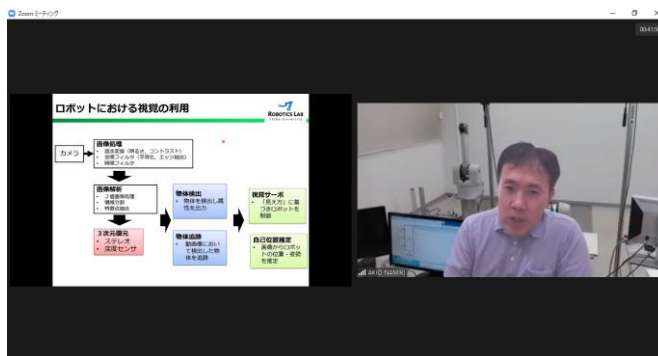 Zoom ミーティング
ロボットにおける視覚の利用
ROBOTICS LAB
カメラ
画像処理
• 濃淡変換（明るさ、コントラスト）
• 空間フィルタ（平滑化、エッジ抽出）
• 時間フィルタ
画像解析
• 2値画像処理
• 領域分割
• 特徴点抽出
3次元復元
• ステレオ
• 深度センサ
物体検出
• 物体を検出し属
性を出力
物体追跡
• 動画像におい
て検出した物
体を追跡
視覚サーボ
• 「見え方」に基
づきロボットを
制御
自己位置推定
• 画像からロボッ
トの位置・姿勢
を推定
AKIO NAMIKI